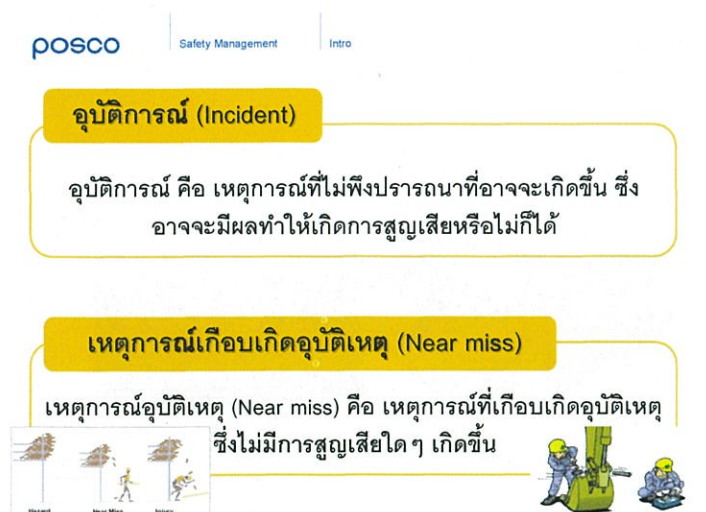 posco
Safety Management
Intro
อุบัติการณ์ (Incident)
อุบัติการณ์ คือ เหตุการณ์ที่ไม่พึงปรารถนาที่อาจจะเกิดขึ้น ซึ่ง
อาจจะมีผลทำให้เกิดการสูญเสียหรือไม่ก็ได้
เหตุการณ์เกือบเกิดอุบัติเหตุ (Near miss)
เหตุการณ์อุบัติเหตุ (Near miss) คือ เหตุการณ์ที่เกือบเกิดอุบัติเหตุ
ซึ่งไม่มีการสูญเสียใด ๆ เกิดขึ้น
Hazard
Near Miss
Injury